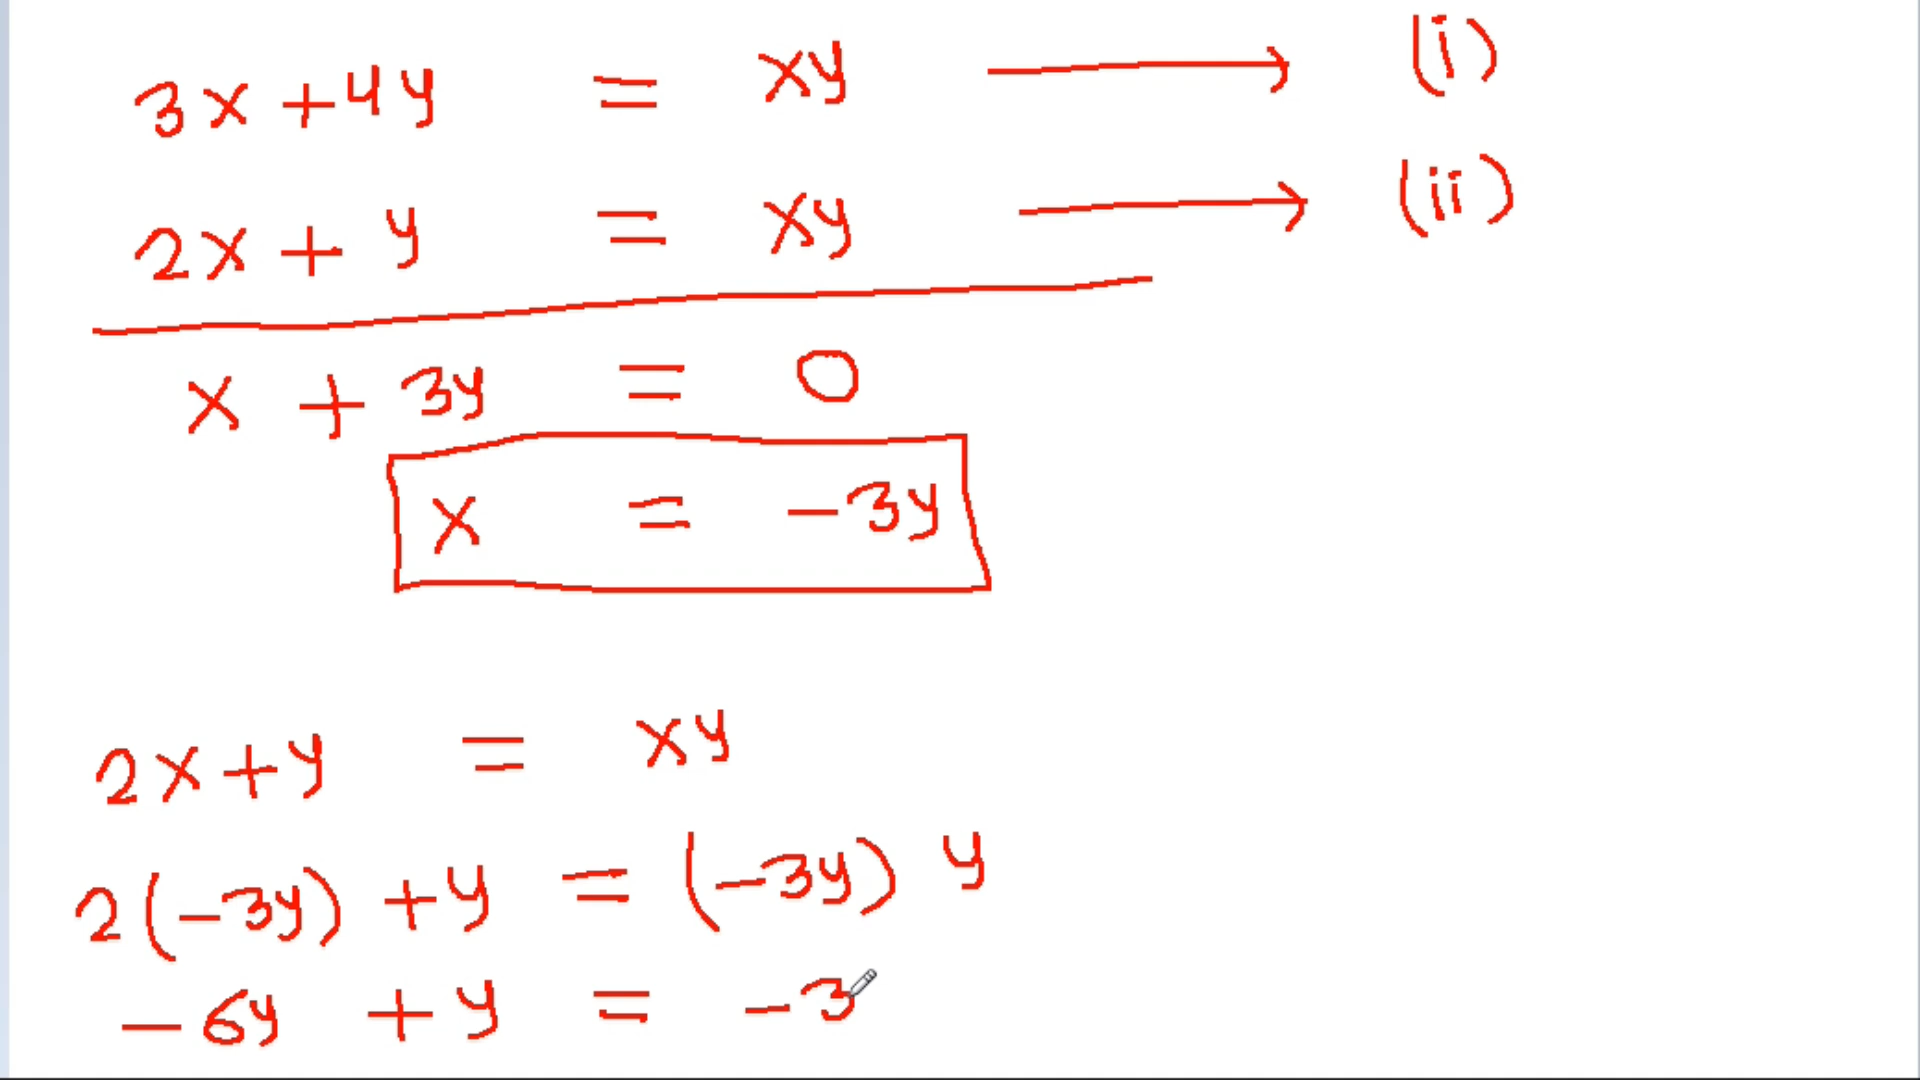 3x + 4y = xy → (i)
2x + y = xy → (ii)
x + 3y = 0
x = -3y
2x + y = xy
2(-3y) + y = (-3y) y
-6y + y = -3